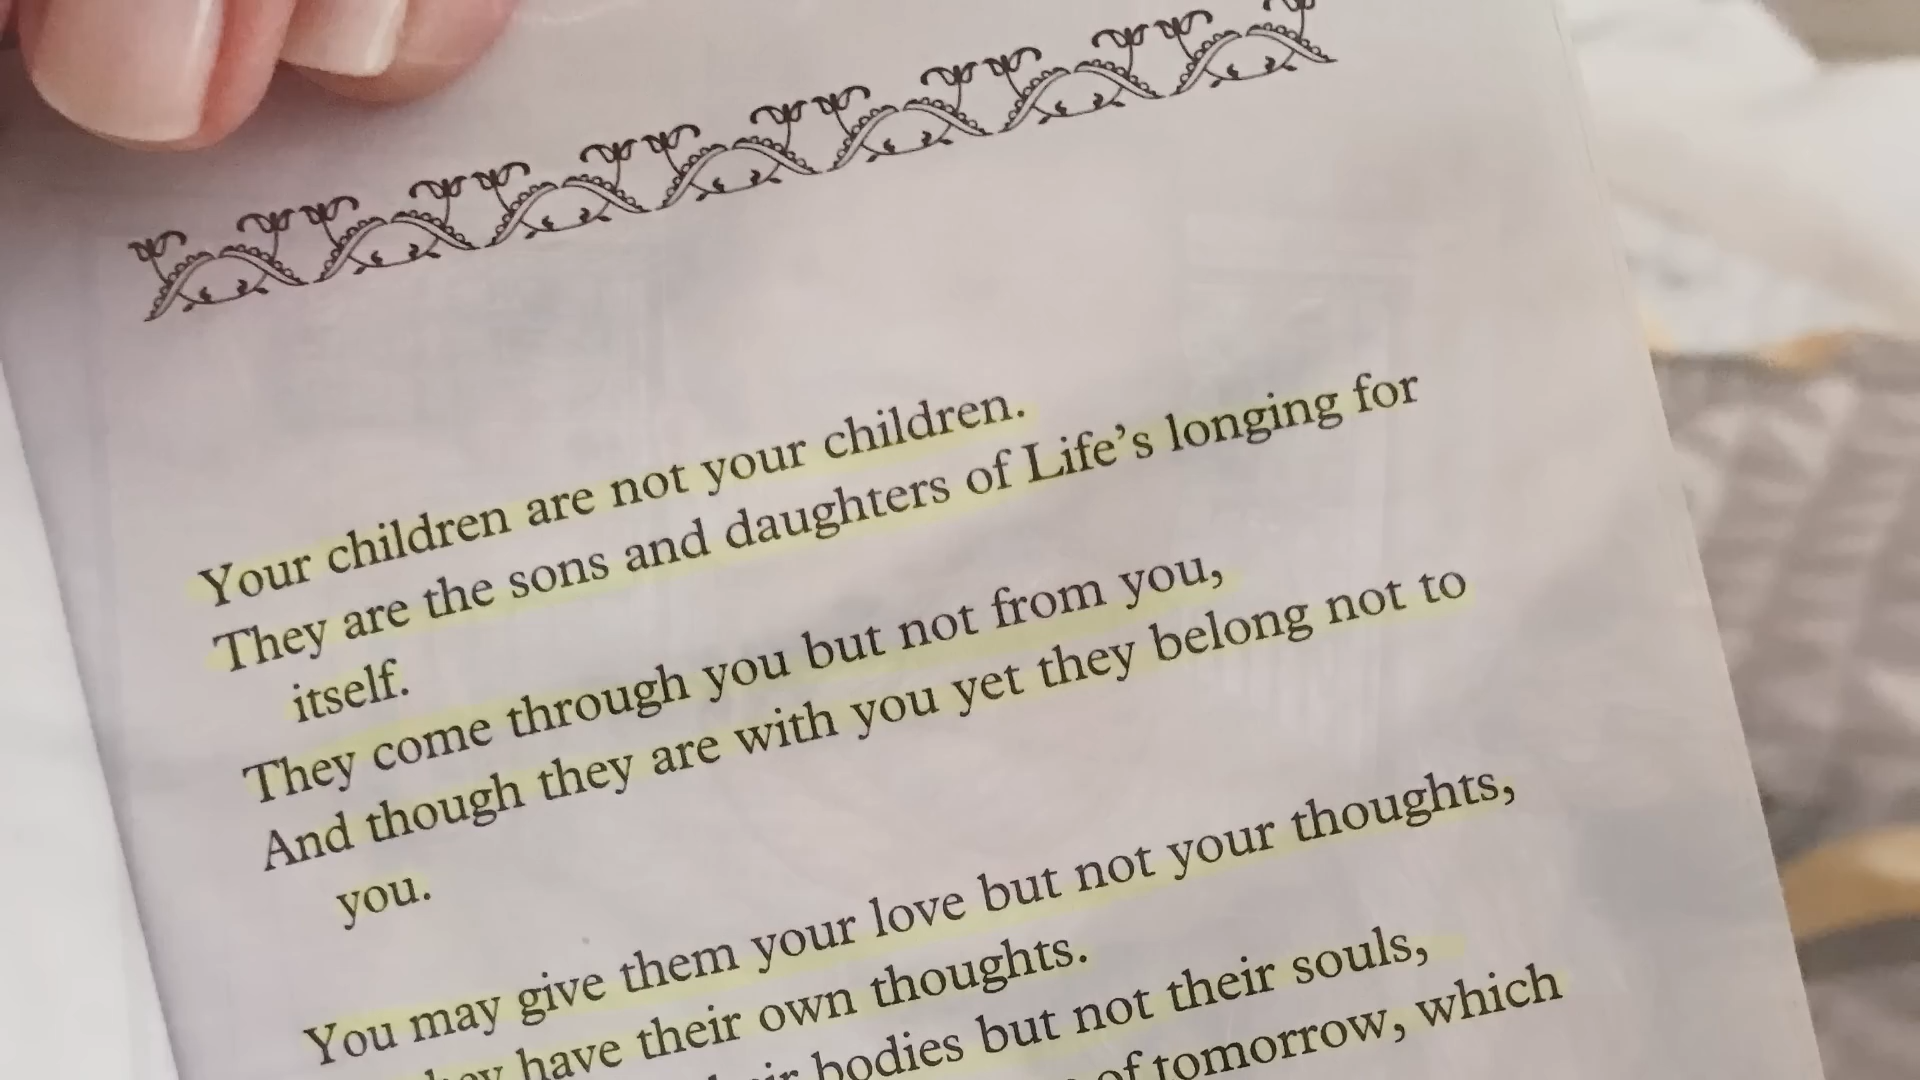 Your children are not your children.
They are the sons and daughters of Life's longing for
itself.
They come through you but not from you,
And though they are with you yet they belong not to
you.
You may give them your love but not your thoughts,
have their own thoughts.
bodies but not their souls,
of tomorrow, which